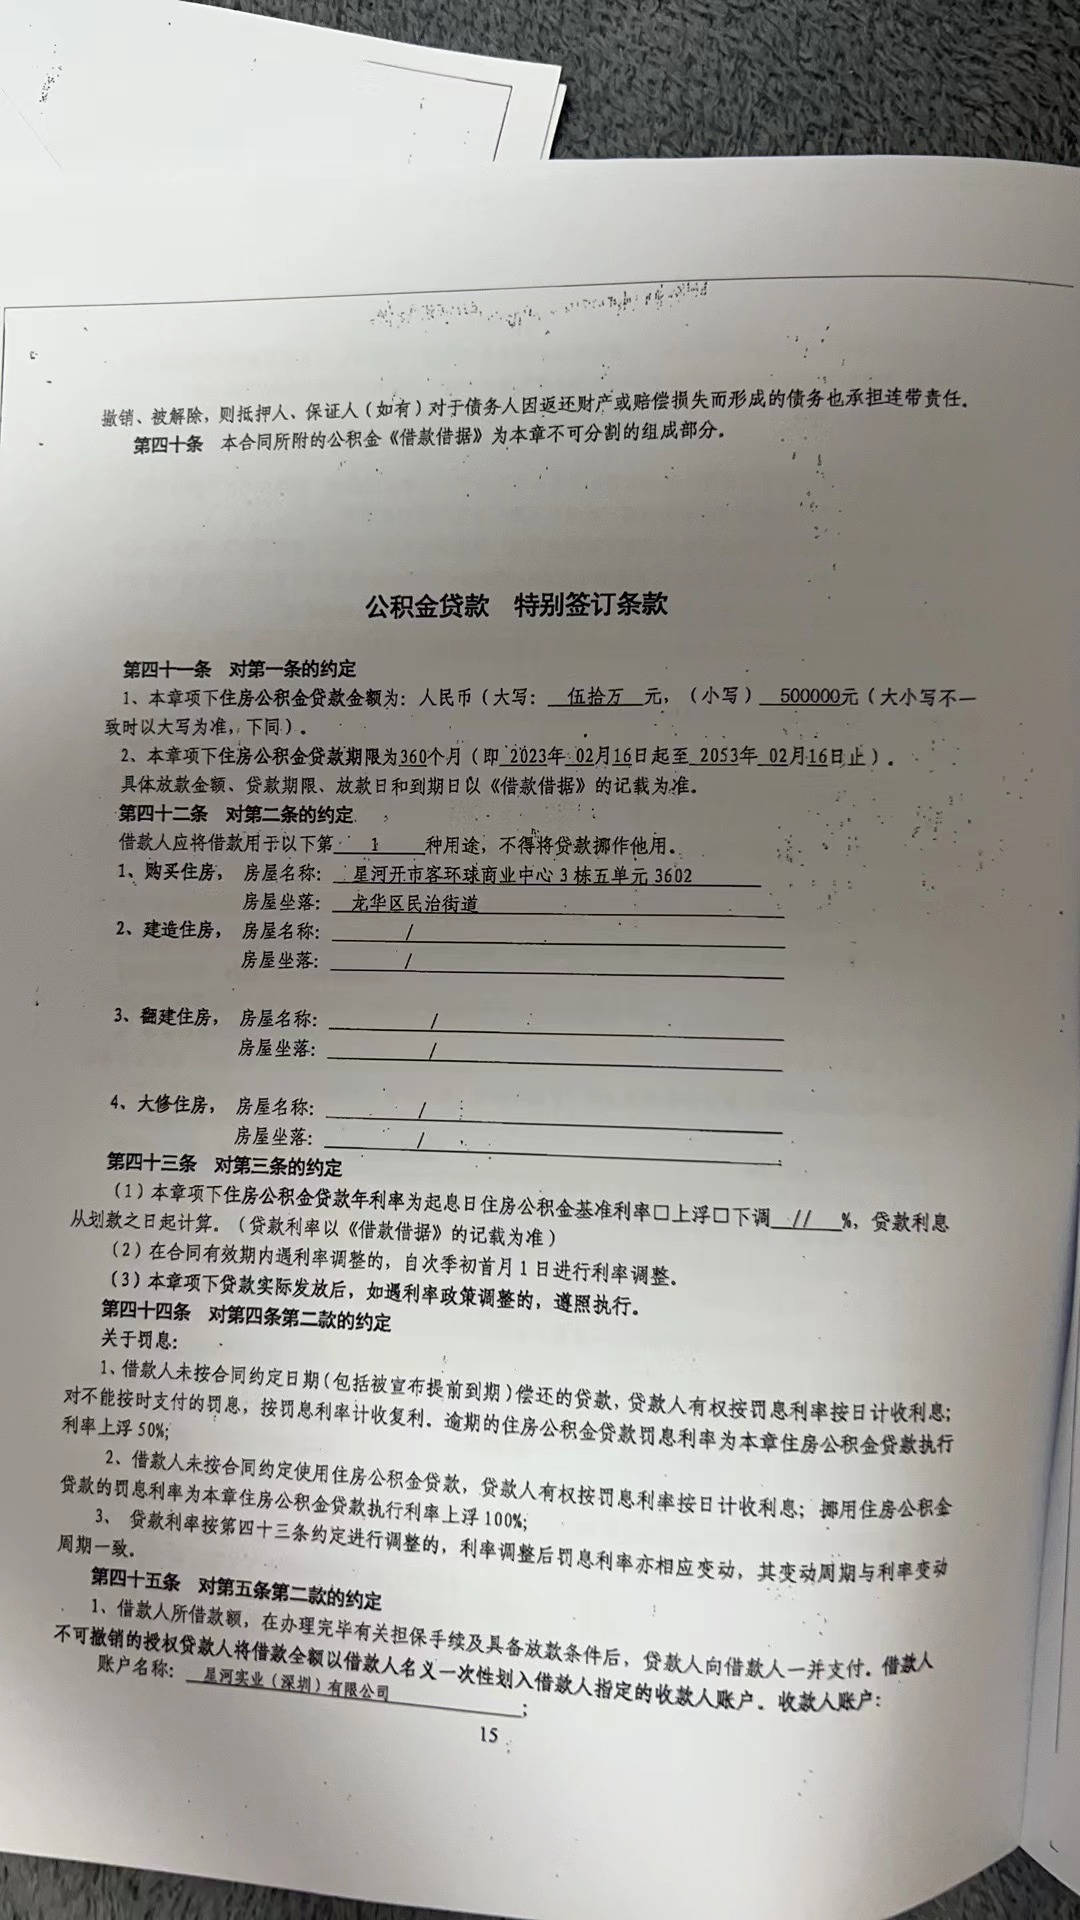 撤销、被解除，则抵押人、保证人（如有）对于债务人因返还财产或赔偿损失而形成的债务也承担连带责任。
第四十条 本合同所附的公积金《借款借据》为本章不可分割的组成部分。
公积金贷款 特别签订条款
第四十一条 对第一条的约定
1、本章项下住房公积金贷款金额为：人民币（大写： 伍拾万 元，（小写） 500000元（大小写不一
致时以大写为准，下同）。
2、本章项下住房公积金贷款期限为360个月（即 2023年 02月16日起至 2053年 02月16日止）。
具体放款金额、贷款期限、放款日和到期日以《借款借据》的记载为准。
第四十二条 对第二条的约定
借款人应将借款用于以下第 1 种用途，不得将贷款挪作他用。
1、购买住房， 房屋名称： 星河开市客环球商业中心3栋五单元3602
房屋坐落： 龙华区民治街道
2、建造住房， 房屋名称： /
房屋坐落： /
3、翻建住房， 房屋名称： /
房屋坐落： /
4、大修住房， 房屋名称： /
房屋坐落： /
第四十三条 对第三条的约定
（1）本章项下住房公积金贷款年利率为起息日住房公积金基准利率□上浮□下调 // %，贷款利息
从划款之日起计算。（贷款利率以《借款借据》的记载为准）
（2）在合同有效期内遇利率调整的，自次季初首月1日进行利率调整。
（3）本章项下贷款实际发放后，如遇利率政策调整的，遵照执行。
第四十四条 对第四条第二款的约定
关于罚息：
1、借款人未按合同约定日期（包括被宣布提前到期）偿还的贷款，贷款人有权按罚息利率按日计收利息；
对不能按时支付的罚息，按罚息利率计收复利。逾期的住房公积金贷款罚息利率为本章住房公积金贷款执行
利率上浮50%；
2、借款人未按合同约定使用住房公积金贷款，贷款人有权按罚息利率按日计收利息；挪用住房公积金
贷款的罚息利率为本章住房公积金贷款执行利率上浮100%；
3、 贷款利率按第四十三条约定进行调整的，利率调整后罚息利率亦相应变动，其变动周期与利率变动
周期一致。
第四十五条 对第五条第二款的约定
1、借款人所借款额，在办理完毕有关担保手续及具备放款条件后，贷款人向借款人一并支付。借款人
不可撤销的授权贷款人将借款全额以借款人名义一次性划入借款人指定的收款人账户。收款人账户：
账户名称： 星河实业（深圳）有限公司 ；
15